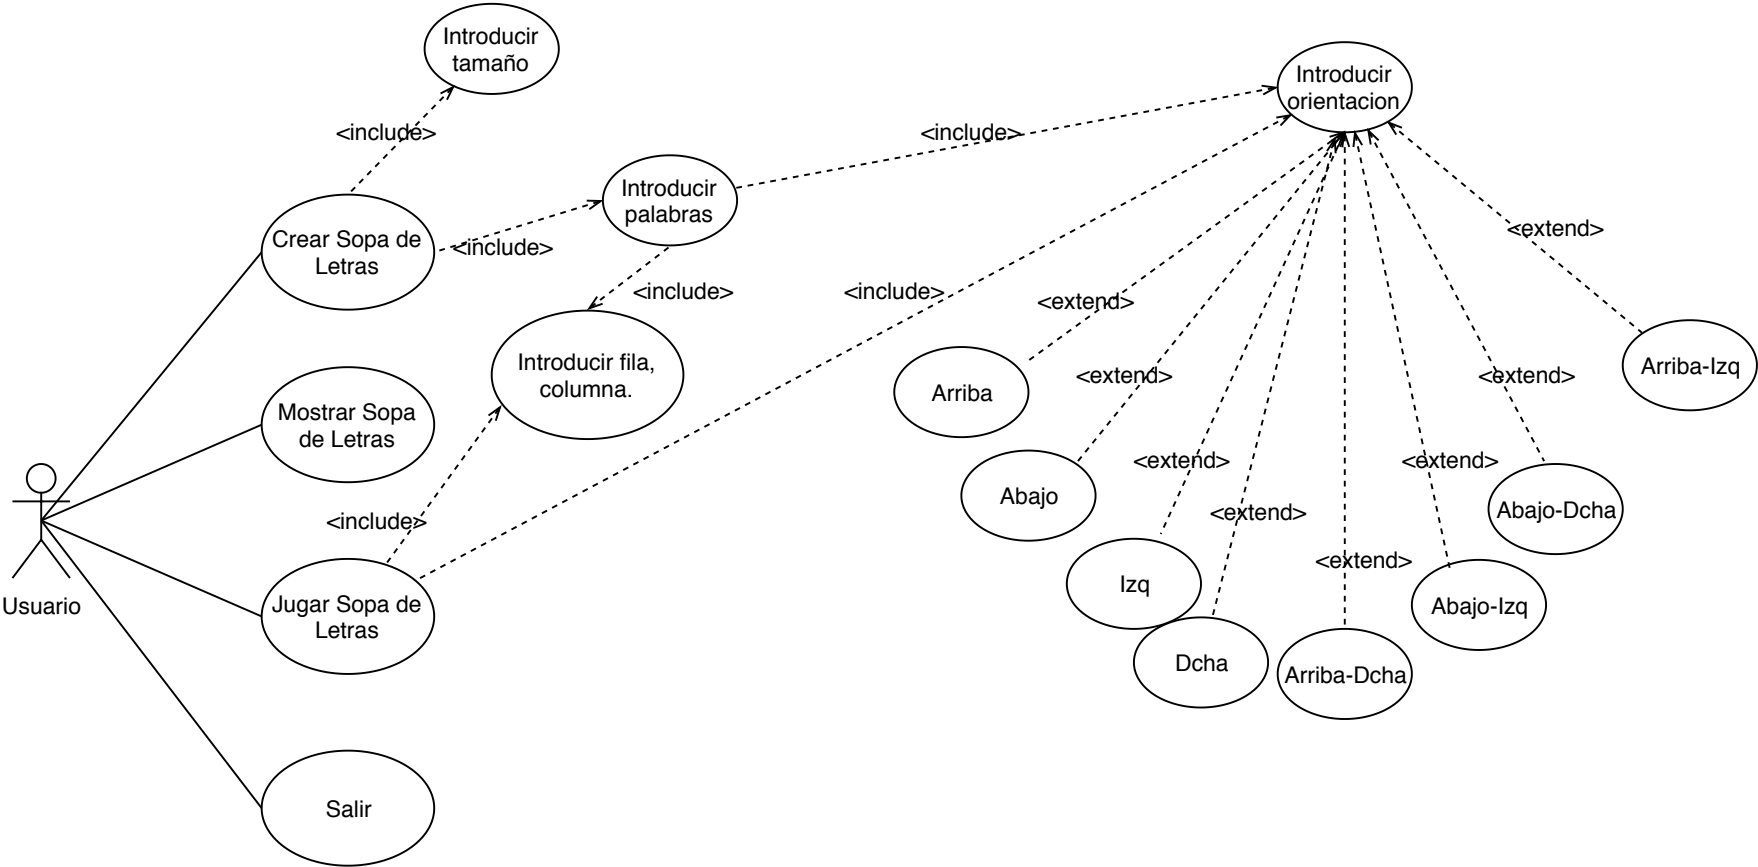 Introducir
tamaño
<include>
Introducir
orientacion
<include>
Introducir
palabras
Crear Sopa de
Letras
<include>
<include>
<include>
<extend>
<extend>
Introducir fila,
columna.
Arriba
<extend>
<extend>
Arriba-Izq
Mostrar Sopa
de Letras
<extend>
<extend>
Abajo
Abajo-Dcha
<include>
<extend>
<extend>
Izq
Abajo-Izq
Usuario
Jugar Sopa de
Letras
Dcha
Arriba-Dcha
Salir